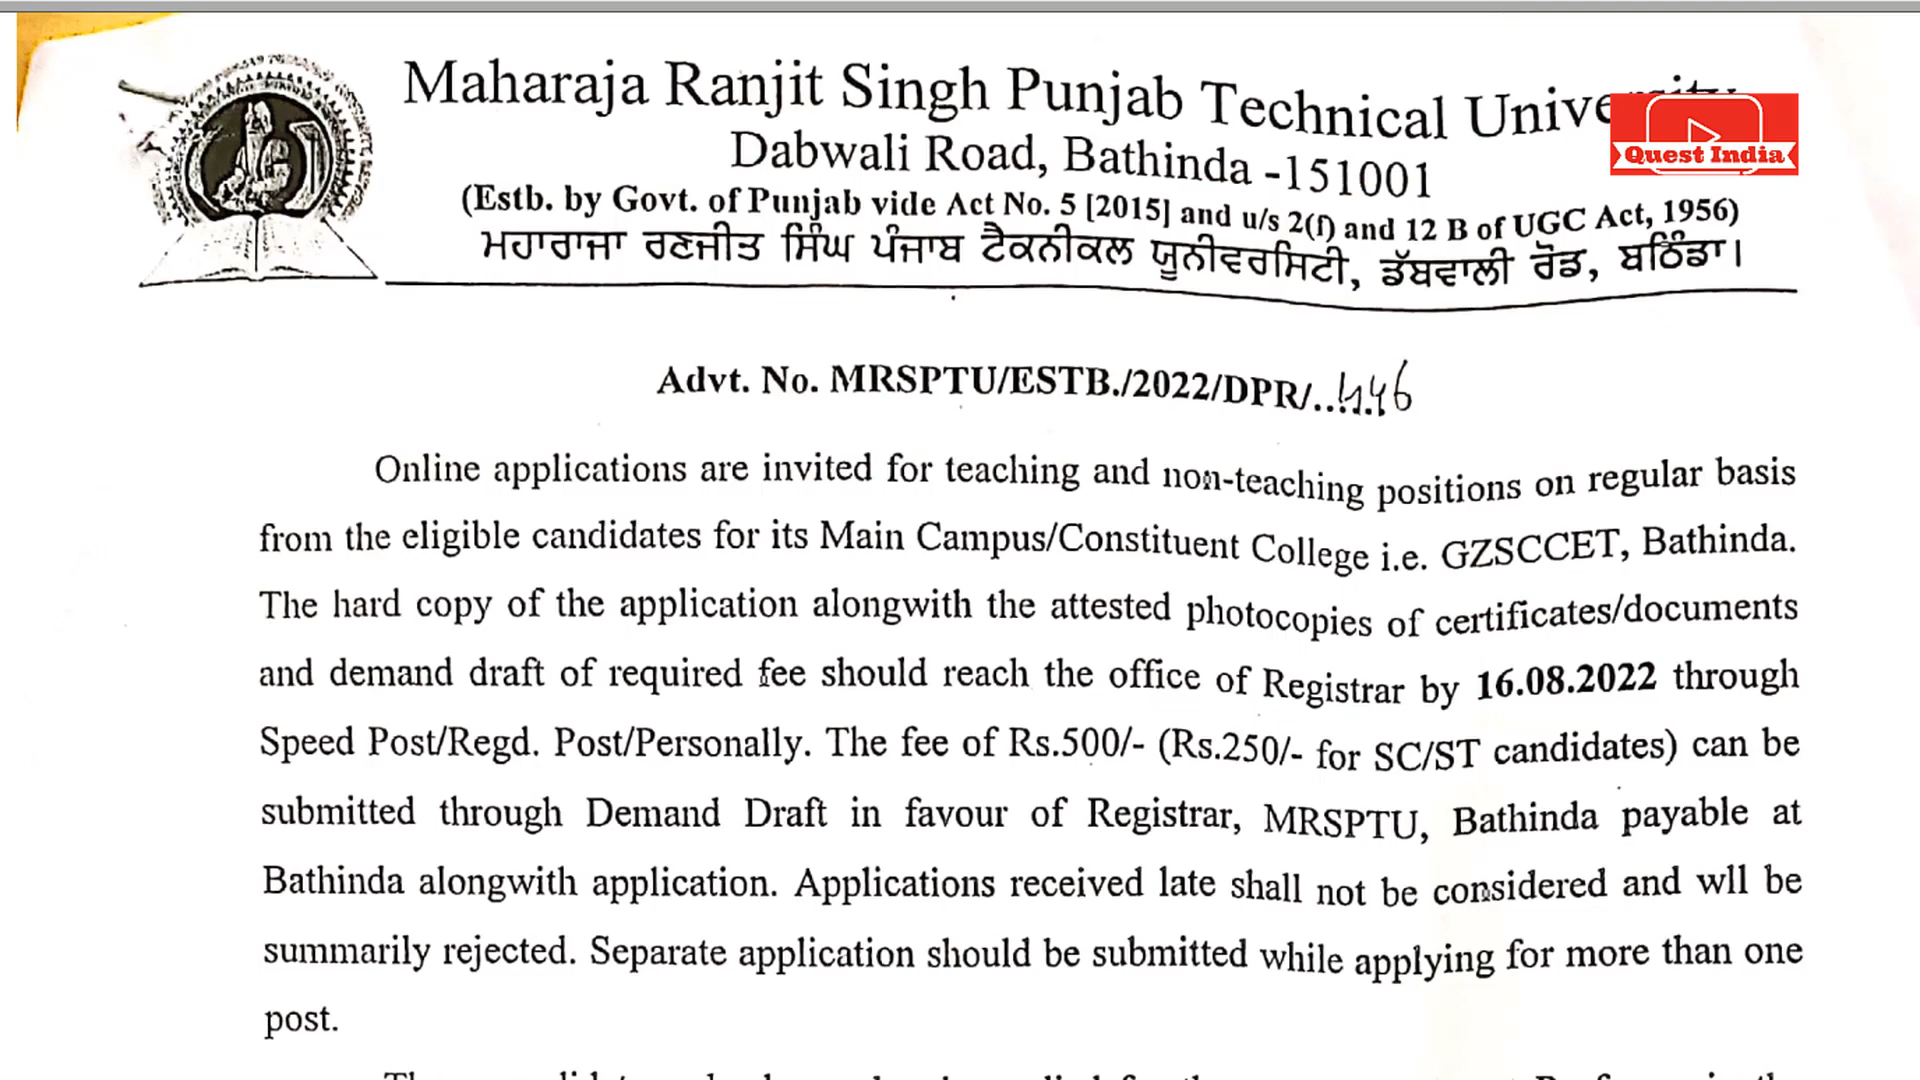 Maharaja Ranjit Singh Punjab Technical
Quest India
Dabwali Road, Bathinda -151001
(Estb. by Govt. of Punjab vide Act No. 5 [2015] and u/s 2(f) and 12 B of UGC Act, 1956)
ਮਹਾਰਾਜਾ ਰਣਜੀਤ ਸਿੰਘ ਪੰਜਾਬ ਟੈਕਨੀਕਲ ਯੂਨੀਵਰਸਿਟੀ, ਡੱਬਵਾਲੀ ਰੋਡ, ਬਠਿੰਡਾ।
Advt. No. MRSPTU/ESTB./2022/DPR/
Online applications are invited for teaching and non-teaching positions on regular basis
from the eligible candidates for its Main Campus/Constituent College i.e. GZSCCET, Bathinda.
The hard copy of the application alongwith the attested photocopies of certificates/documents
and demand draft of required fee should reach the office of Registrar by 16.08.2022 through
Speed Post/Regd. Post/Personally. The fee of Rs.500/- (Rs.250/- for SC/ST candidates) can be
submitted through Demand Draft in favour of Registrar, MRSPTU, Bathinda payable at
Bathinda alongwith application. Applications received late shall not be considered and wll be
summarily rejected. Separate application should be submitted while applying for more than one
post.